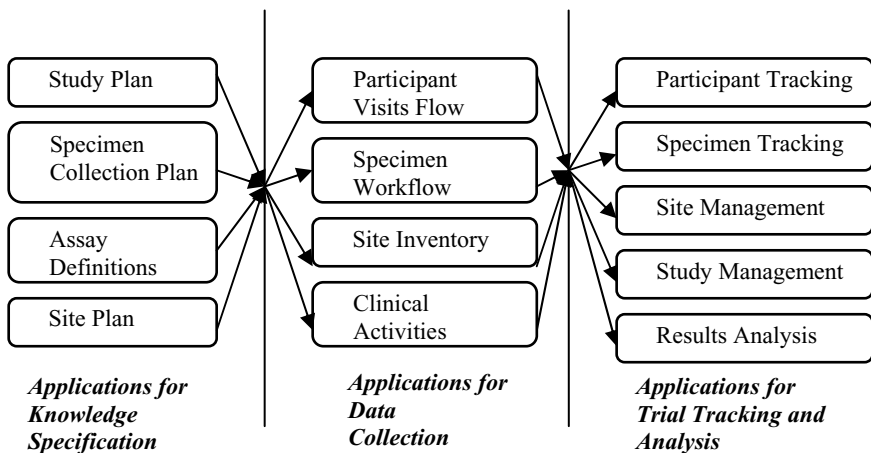 Study Plan
Specimen
Collection Plan
Assay
Definitions
Site Plan
Applications for
Knowledge
Specification
Participant
Visits Flow
Specimen
Workflow
Site Inventory
Clinical
Activities
Applications for
Data
Collection
Participant Tracking
Specimen Tracking
Site Management
Study Management
Results Analysis
Applications for
Trial Tracking and
Analysis